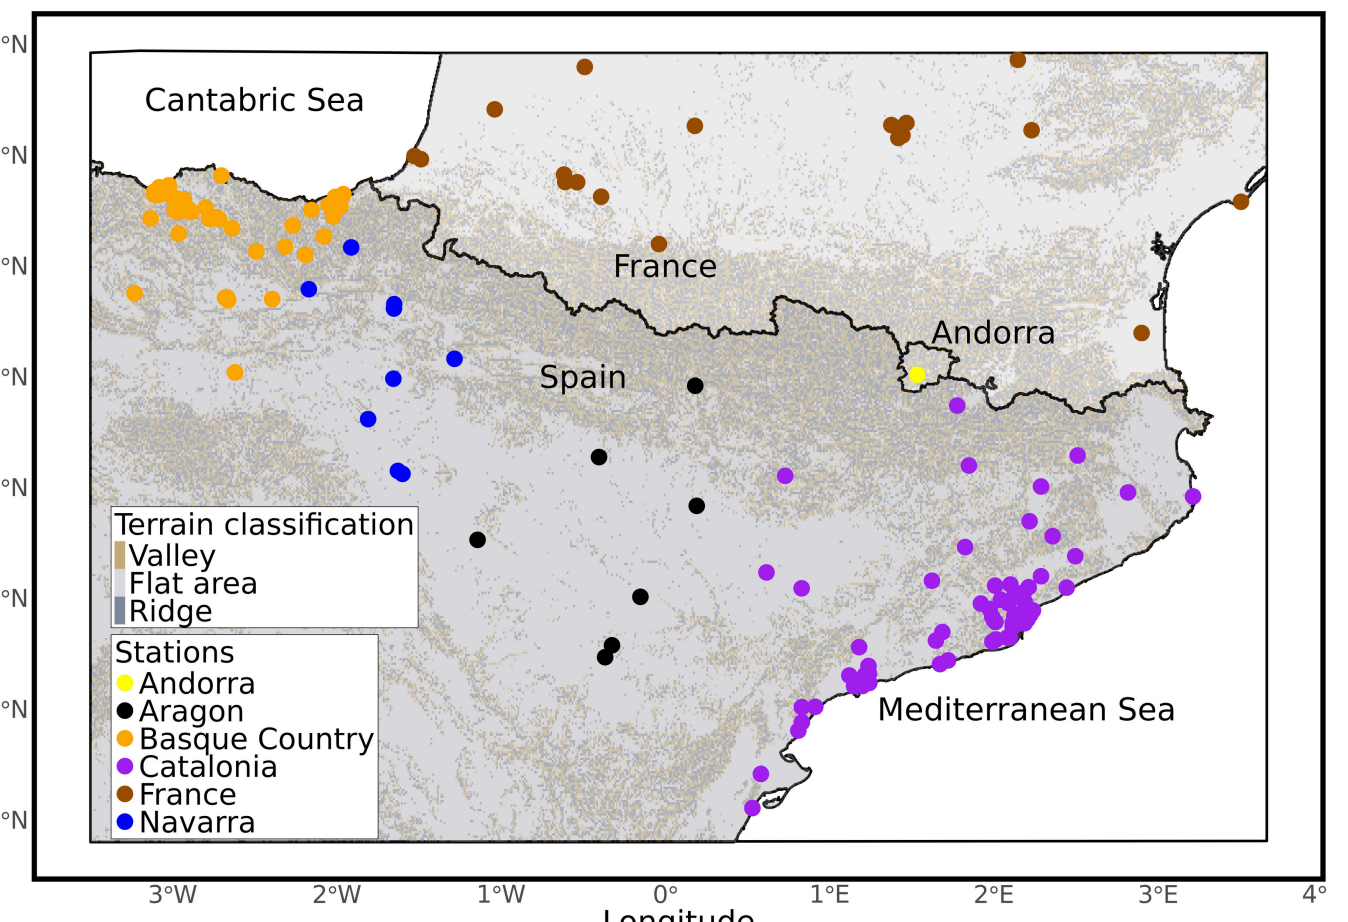 °N
Cantabric Sea
°N
°N
France
Andorra
°N
Spain
°N
Terrain classification
Valley
Flat area
°N
Ridge
Stations
Andorra
°N
Aragon
Mediterranean Sea
Basque Country
Catalonia
France
°N
Navarra
3°W 2°W 1°W 0° 1°E 2°E 3°E 4°
Longitude